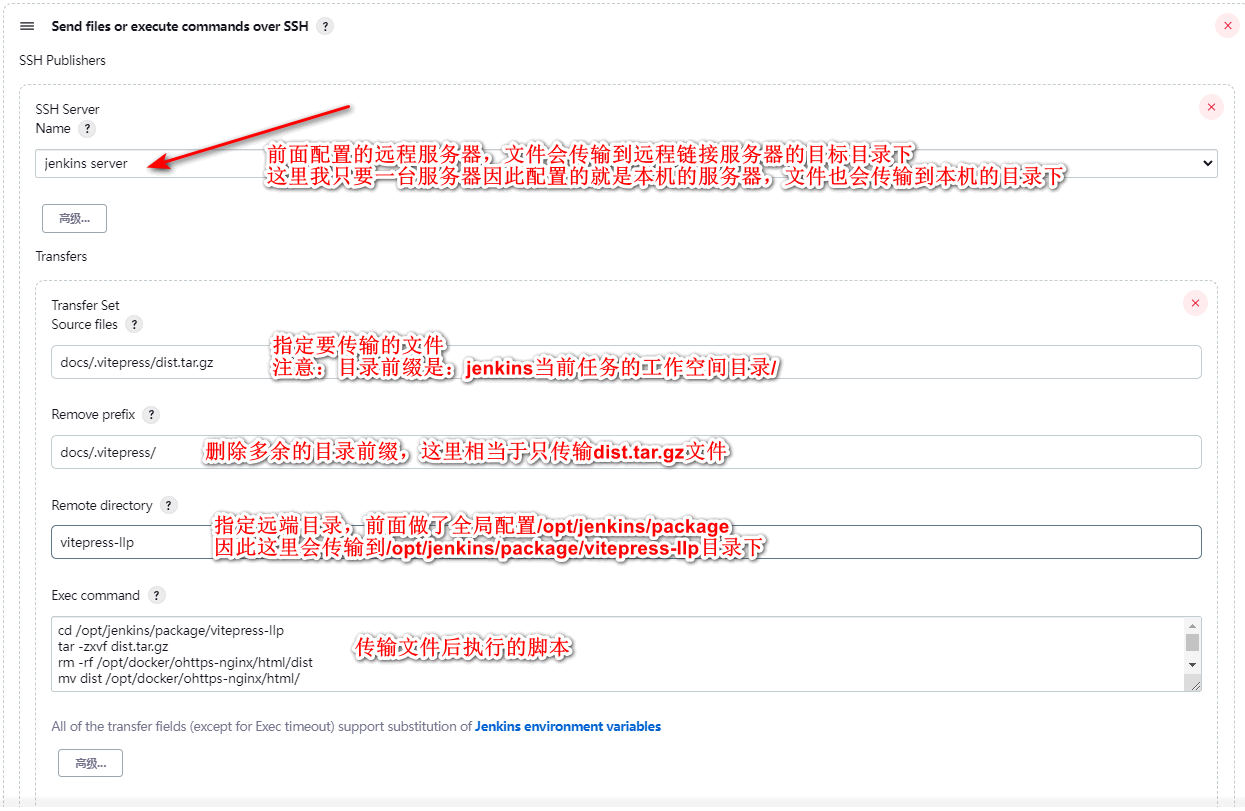 Send files or execute commands over SSH ?
SSH Publishers
SSH Server
Name ?
jenkins server
前面配置的远程服务器，文件会传输到远程链接服务器的目标目录下
这里我只要一台服务器因此配置的就是本机的服务器，文件也会传输到本机的目录下
高级...
Transfers
Transfer Set
Source files ?
docs/.vitepress/dist.tar.gz
指定要传输的文件
注意：目录前缀是：jenkins当前任务的工作空间目录/
Remove prefix ?
docs/.vitepress/
删除多余的目录前缀，这里相当于只传输dist.tar.gz文件
Remote directory ?
vitepress-llp
指定远端目录，前面做了全局配置/opt/jenkins/package
因此这里会传输到/opt/jenkins/package/vitepress-llp目录下
Exec command ?
cd /opt/jenkins/package/vitepress-llp
tar -zxvf dist.tar.gz
rm -rf /opt/docker/ohttps-nginx/html/dist
mv dist /opt/docker/ohttps-nginx/html/
传输文件后执行的脚本
All of the transfer fields (except for Exec timeout) support substitution of Jenkins environment variables
高级...